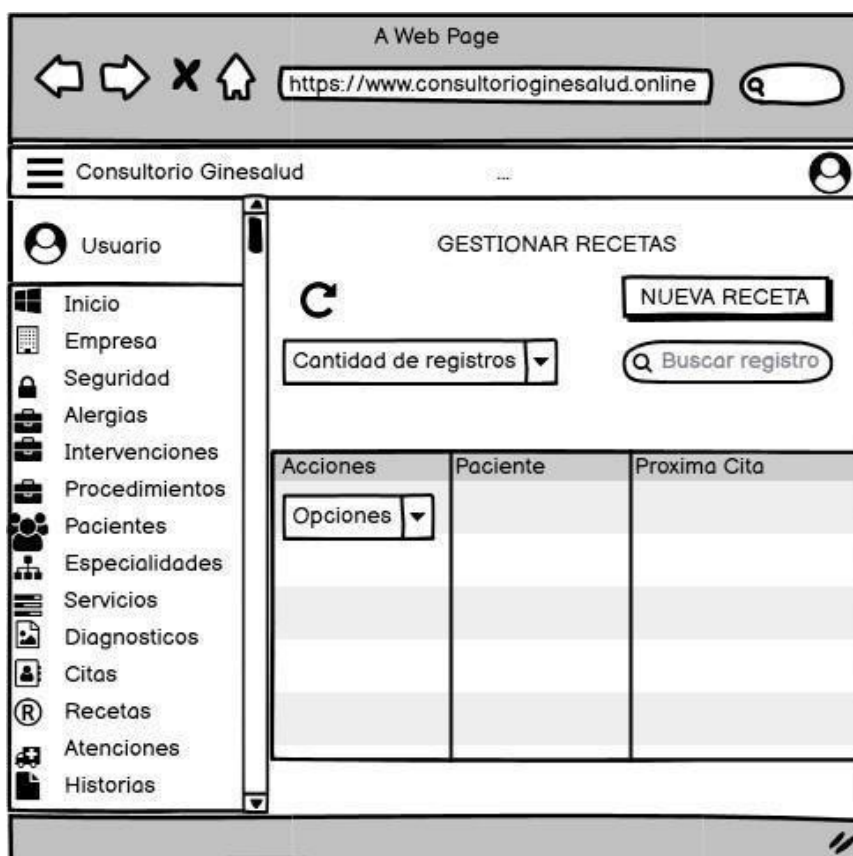 A Web Page
https://www.consultorioginesalud.online
Consultorio Ginesalud
...
Usuario
GESTIONAR RECETAS
Inicio
NUEVA RECETA
Empresa
Cantidad de registros
Buscar registro
Seguridad
Alergias
Intervenciones
Procedimientos
Pacientes
Especialidades
Servicios
Diagnosticos
Citas
® Recetas
Atenciones
Historias
Acciones Paciente Proxima Cita
Opciones